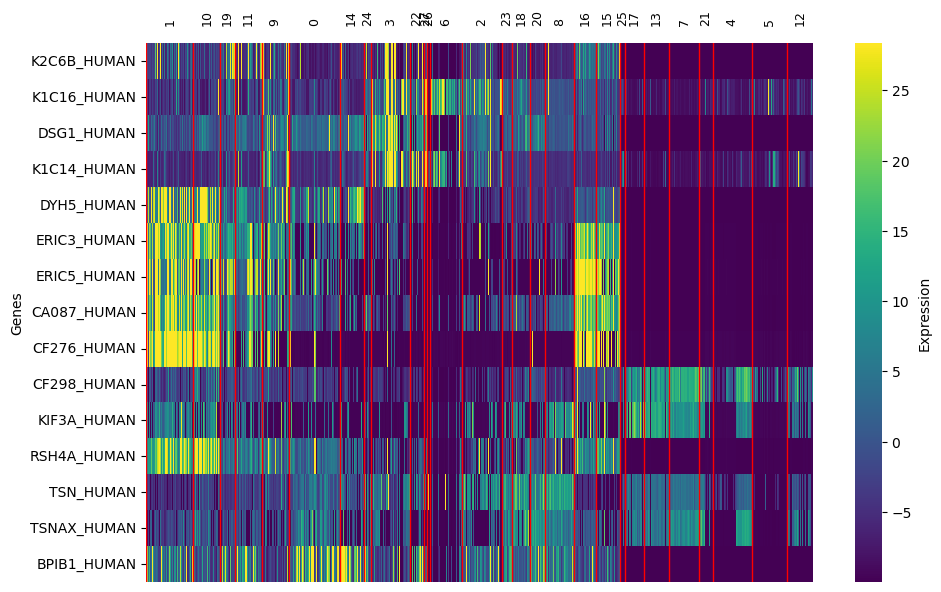 1 10 19 11 9 0 14 24 3 22 26 6 2 23 18 20 8 16 15 25 17 13 7 21 4 5 12
K2C6B_HUMAN
K1C16_HUMAN
DSG1_HUMAN
K1C14_HUMAN
DYH5_HUMAN
ERIC3_HUMAN
ERIC5_HUMAN
CA087_HUMAN
CF276_HUMAN
CF298_HUMAN
KIF3A_HUMAN
RSH4A_HUMAN
TSN_HUMAN
TSNAX_HUMAN
BPIB1_HUMAN
Genes
25
20
15
10
5
0
−5
Expression